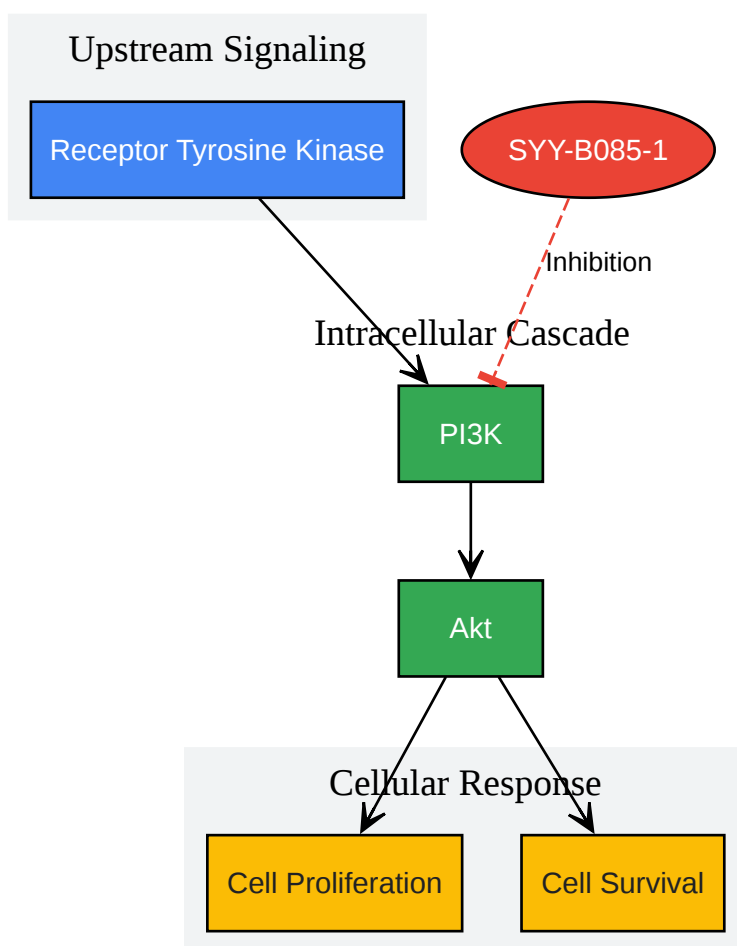 Upstream Signaling
Receptor Tyrosine Kinase
SYY-B085-1
Inhibition
Intracellular Cascade
PI3K
Akt
Cellular Response
Cell Proliferation
Cell Survival